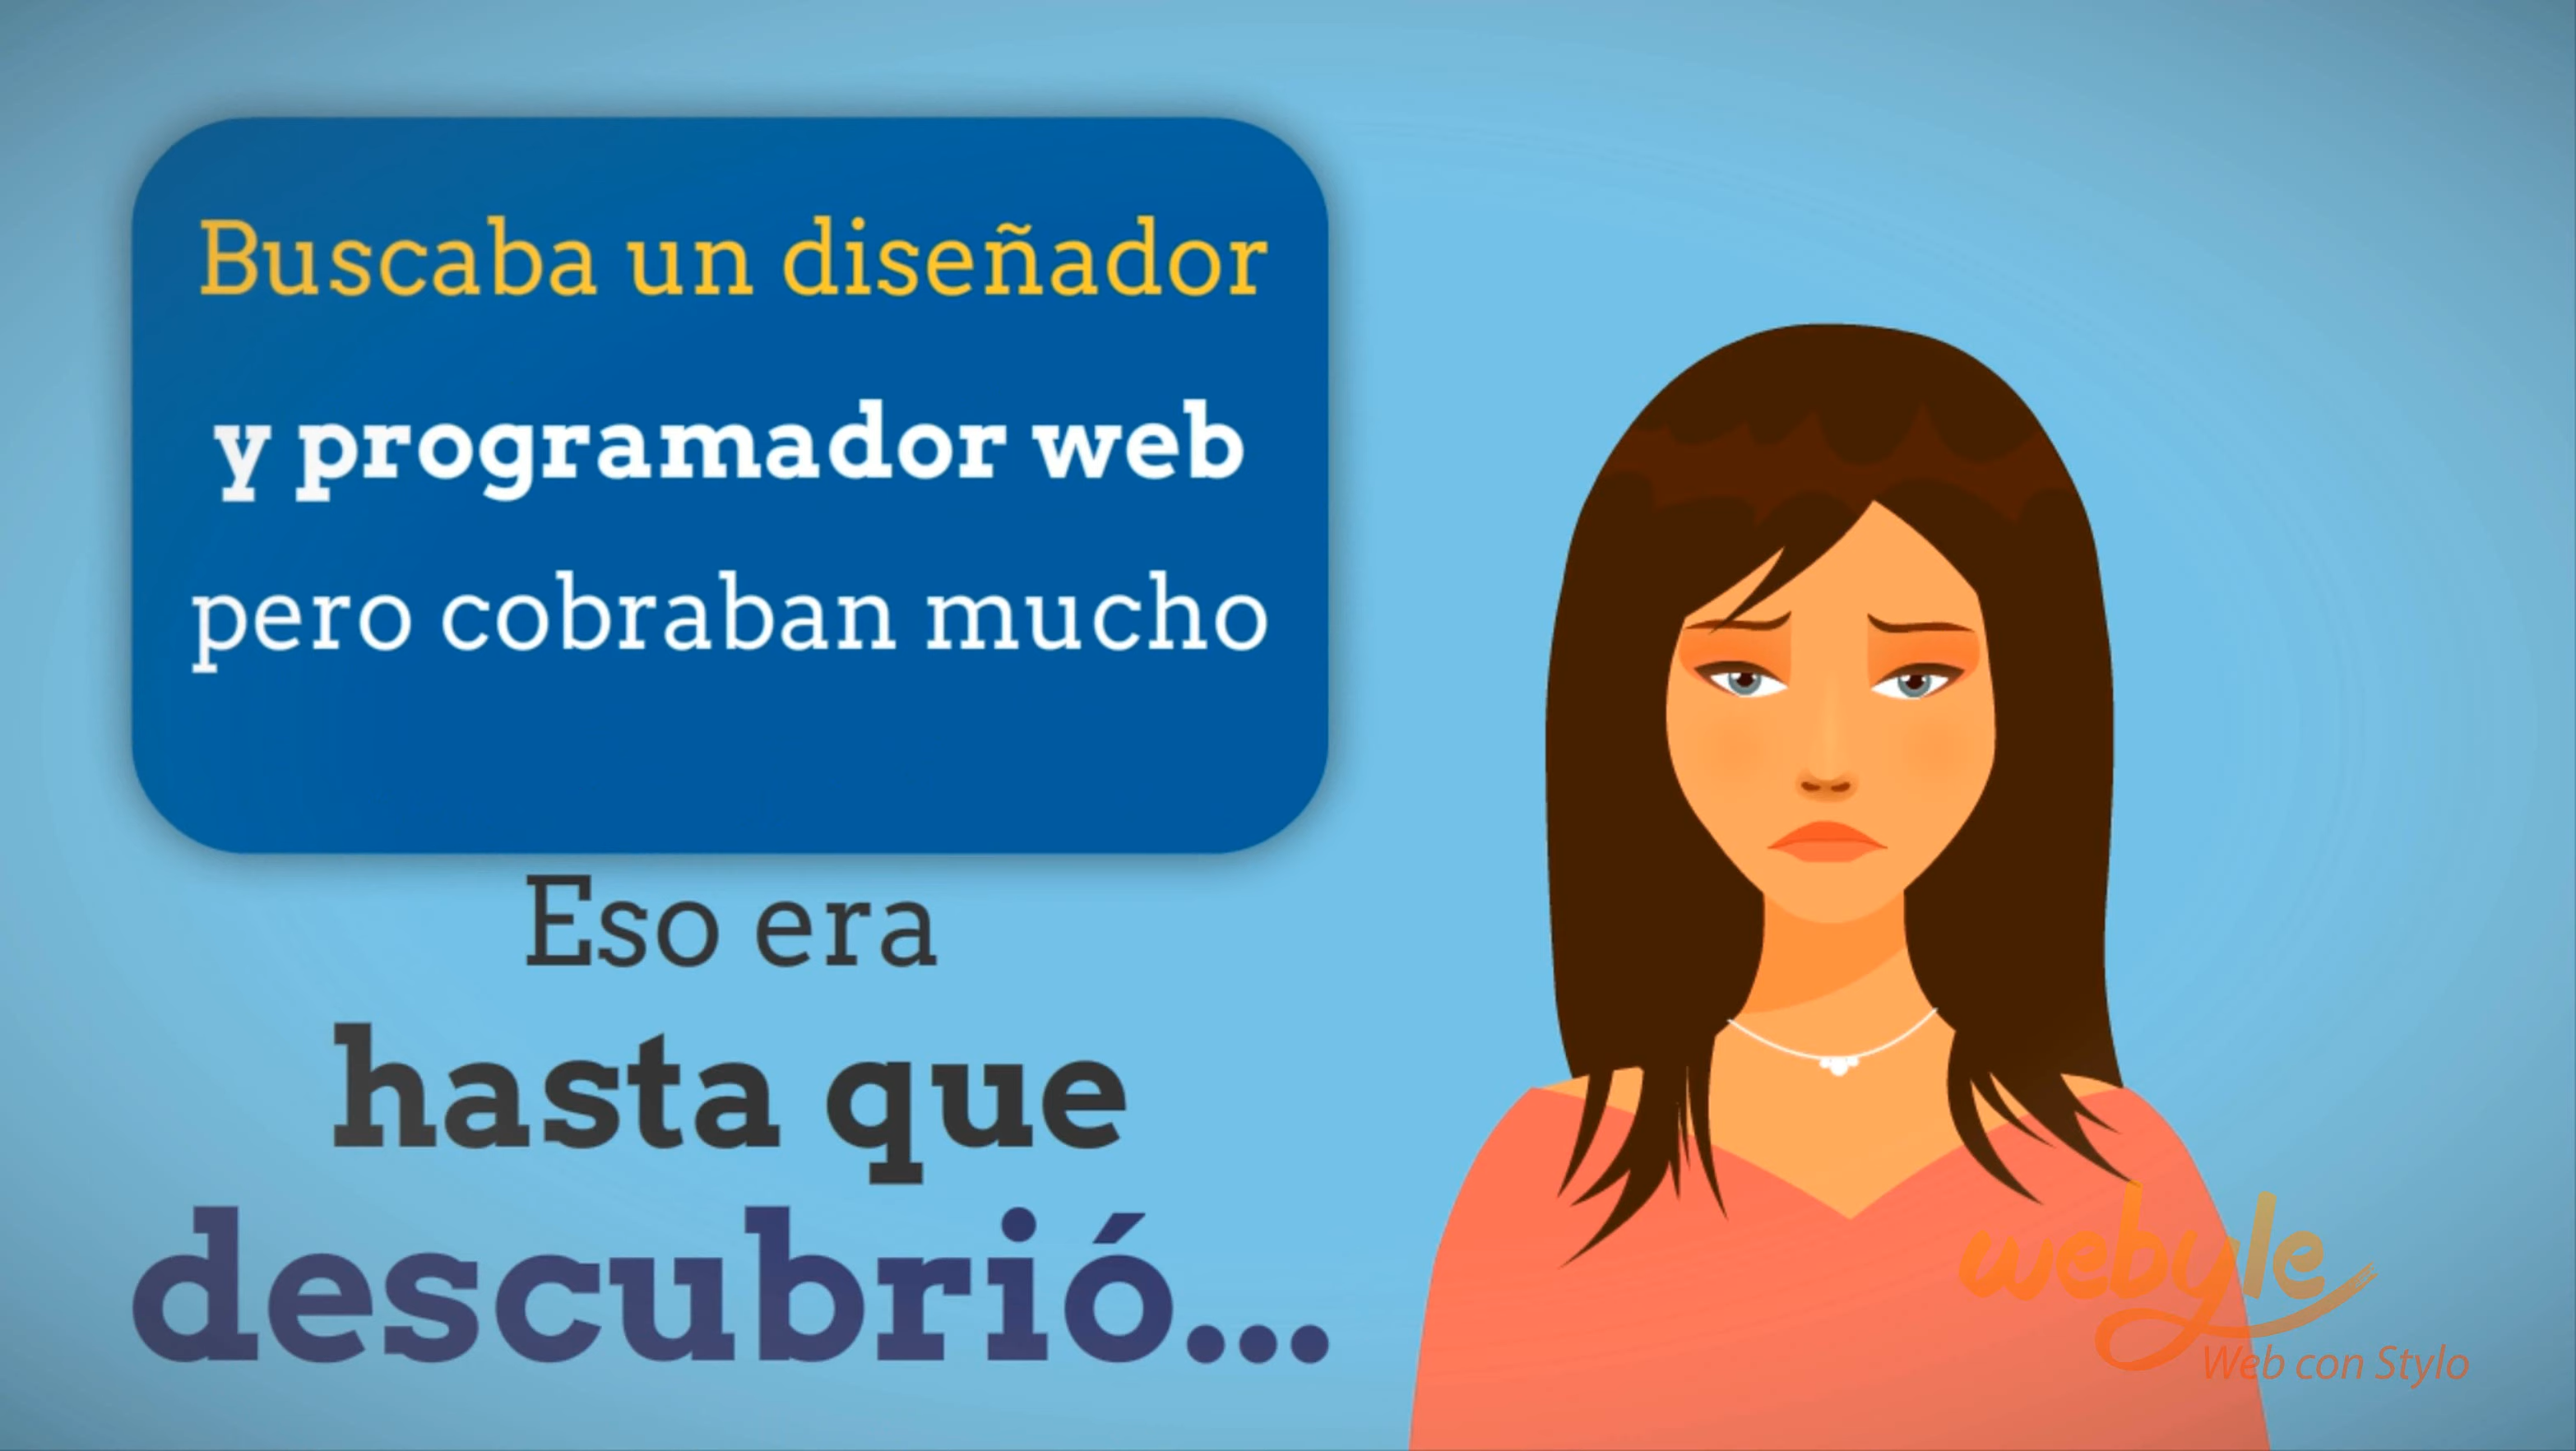 Buscaba un diseñador
y programador web
pero cobraban mucho
Eso era
hasta que
descubrió...
webyle
Web con Stylo